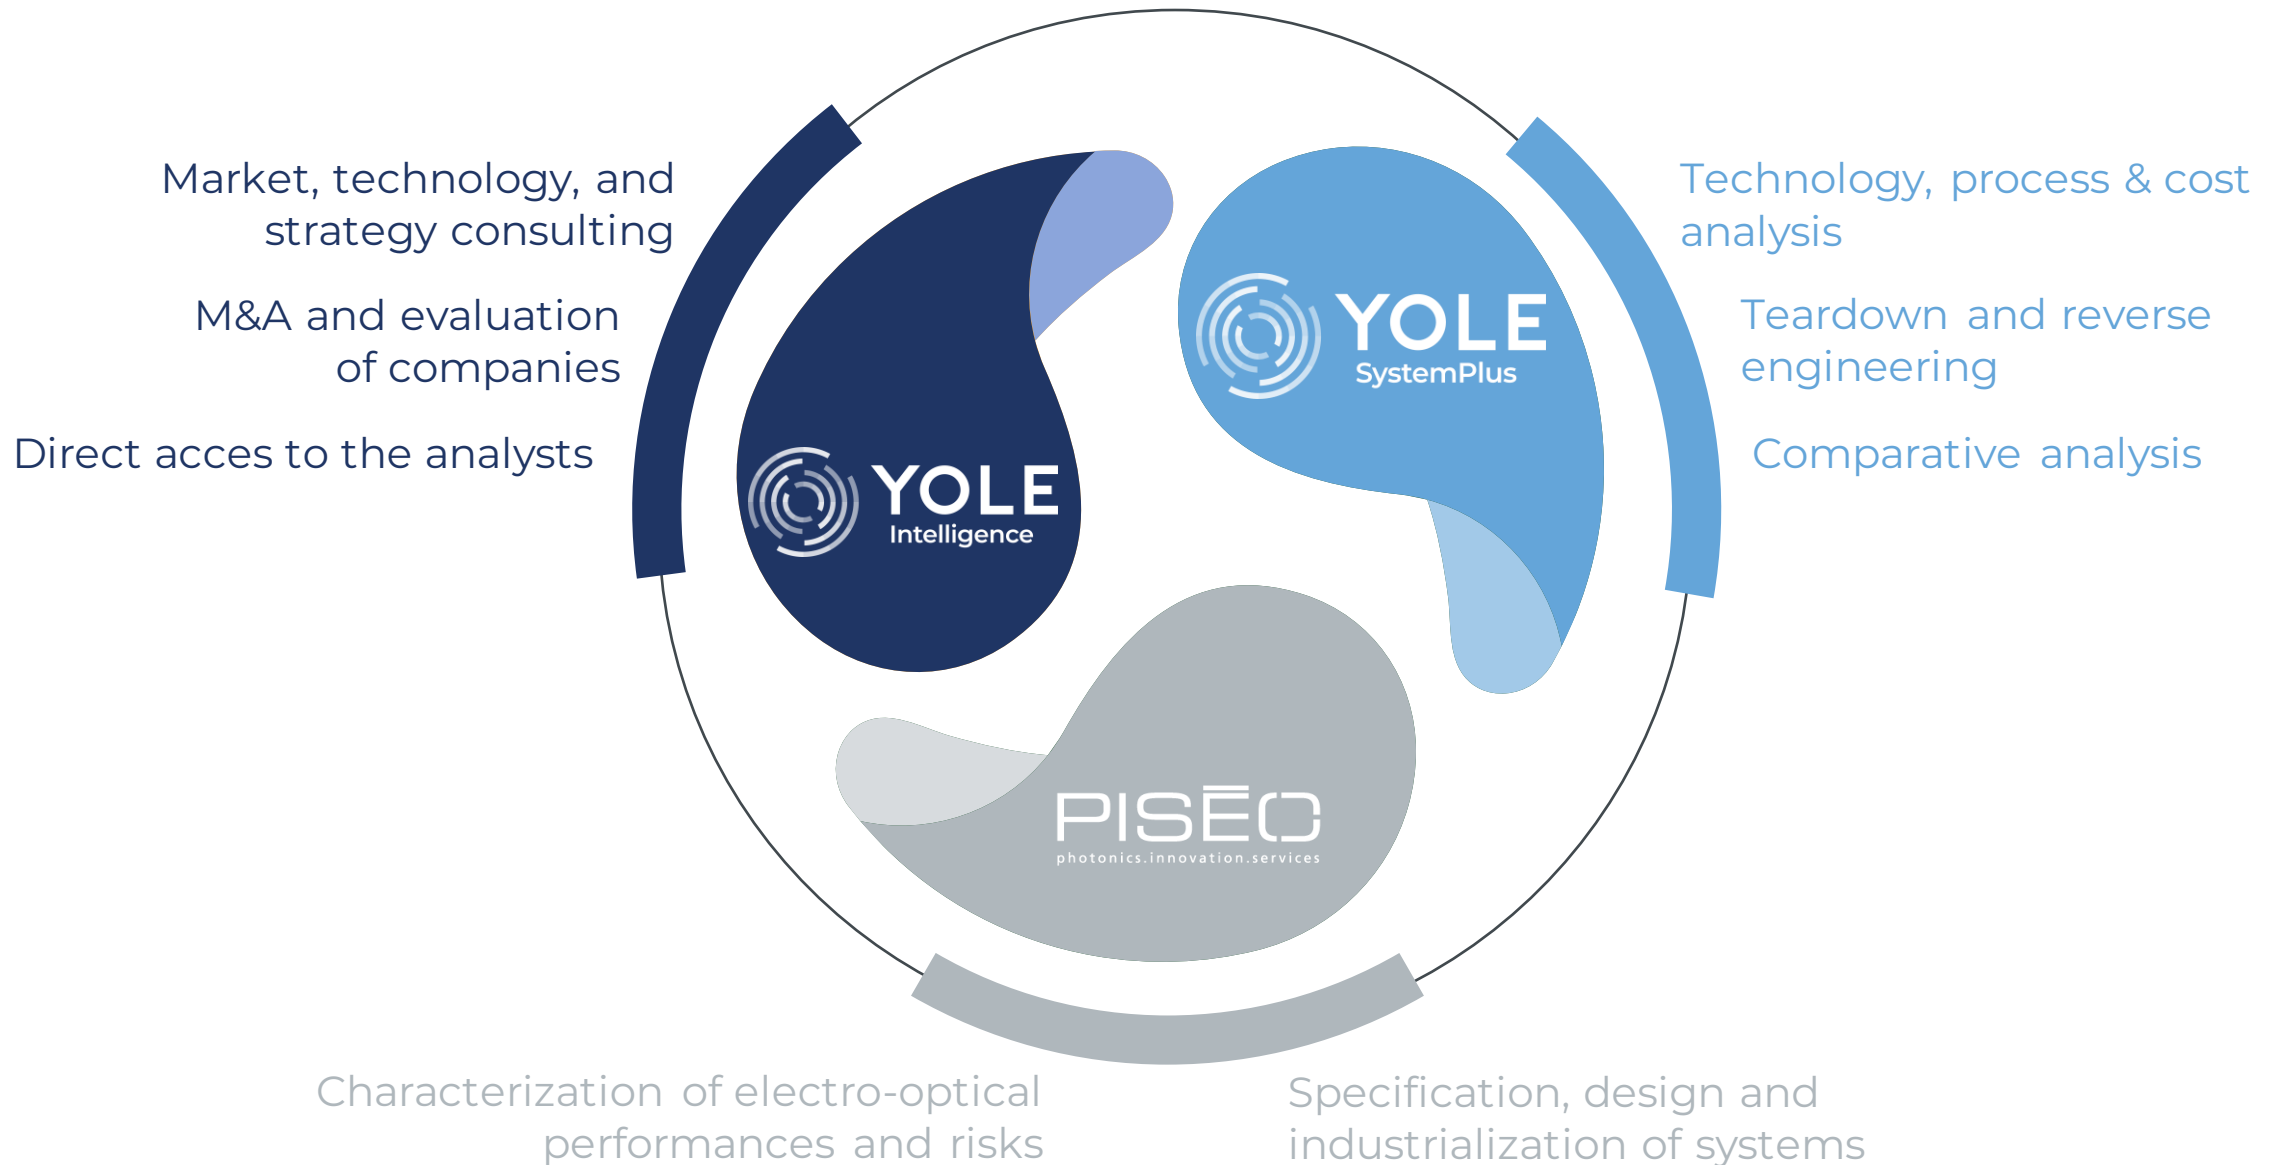 Market, technology, and
strategy consulting
M&A and evaluation
of companies
Direct acces to the analysts
YOLE
Intelligence
YOLE
SystemPlus
Technology, process & cost
analysis
Teardown and reverse
engineering
Comparative analysis
PISĒO
photonics.innovation.services
Characterization of electro-optical
performances and risks
Specification, design and
industrialization of systems